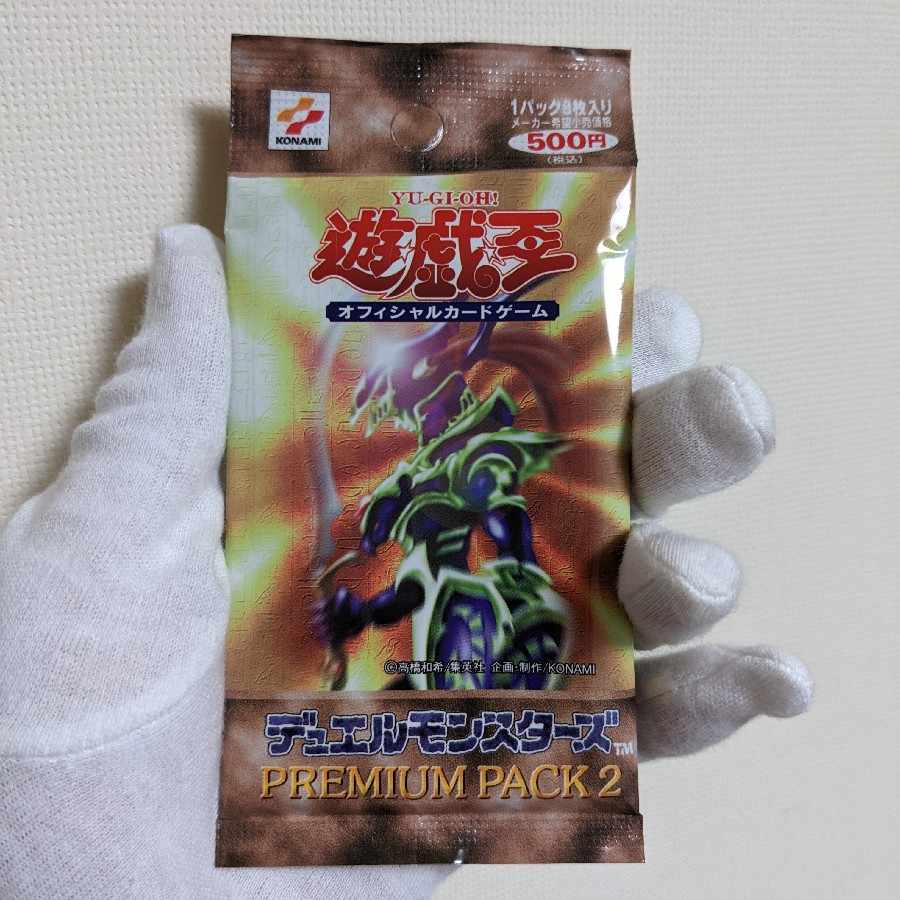 KONAMI
1パック8枚入り
メーカー希望小売価格
500円
(税込)
YU-GI-OH!
遊戯王
オフィシャルカードゲーム
©高橋和希/集英社 企画・制作/KONAMI
デュエルモンスターズ™
PREMIUM PACK 2